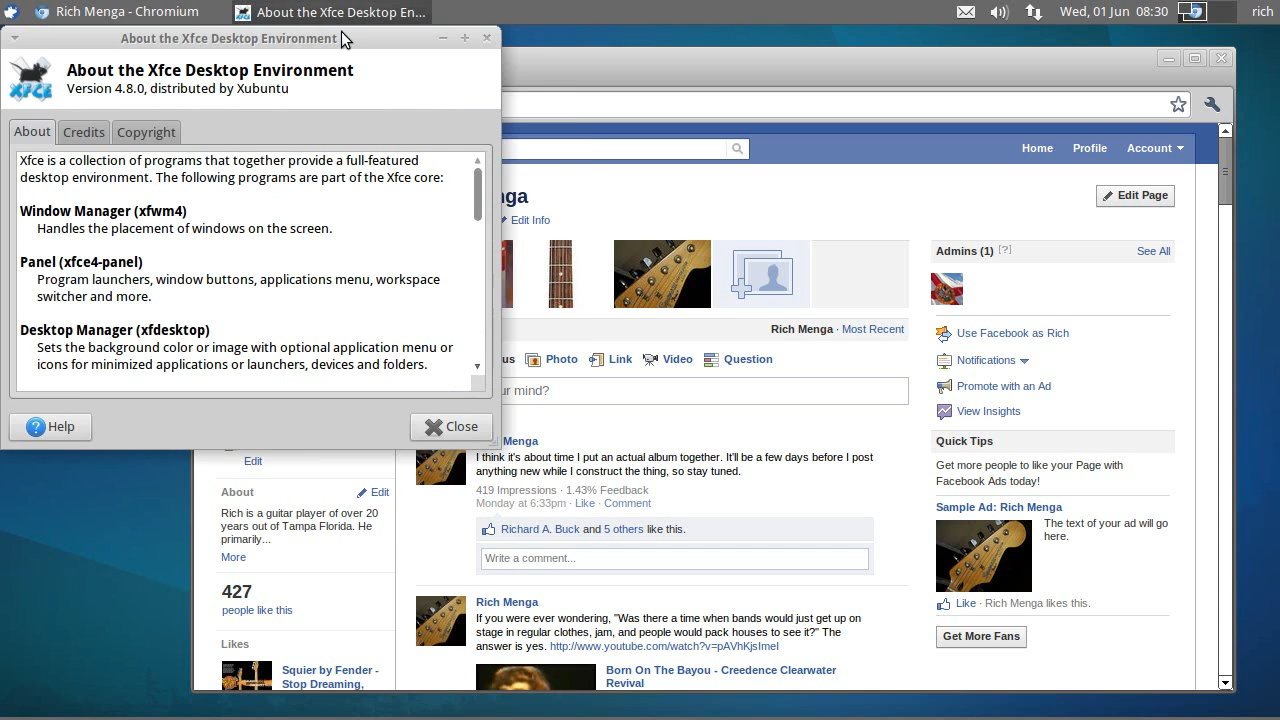 Rich Menga - Chromium
About the Xfce Desktop En...
Wed, 01 Jun 08:30
rich
About the Xfce Desktop Environment
XFCE
About the Xfce Desktop Environment
Version 4.8.0, distributed by Xubuntu
About
Credits
Copyright
Xfce is a collection of programs that together provide a full-featured
desktop environment. The following programs are part of the Xfce core:
Window Manager (xfwm4)
Handles the placement of windows on the screen.
Panel (xfce4-panel)
Program launchers, window buttons, applications menu, workspace
switcher and more.
Desktop Manager (xfdesktop)
Sets the background color or image with optional application menu or
icons for minimized applications or launchers, devices and folders.
Help
Close
Home
Profile
Account
nga
Edit Info
Edit Page
Rich Menga · Most Recent
us
Photo
Link
Video
Question
ur mind?
Menga
I think it's about time I put an actual album together. It'll be a few days before I post
anything new while I construct the thing, so stay tuned.
419 Impressions · 1.43% Feedback
Monday at 6:33pm · Like · Comment
Richard A. Buck and 5 others like this.
Write a comment...
Rich Menga
If you were ever wondering, "Was there a time when bands would just get up on
stage in regular clothes, jam, and people would pack houses to see it?" The
answer is yes. http://www.youtube.com/watch?v=pAVhKjsImeI
Born On The Bayou - Creedence Clearwater
Revival
Edit
About
Edit
Rich is a guitar player of over 20
years out of Tampa Florida. He
primarily...
More
427
people like this
Likes
Squier by Fender -
Stop Dreaming,
Admins (1) [?]
See All
Use Facebook as Rich
Notifications
Promote with an Ad
View Insights
Quick Tips
Get more people to like your Page with
Facebook Ads today!
Sample Ad: Rich Menga
The text of your ad will go
here.
Like · Rich Menga likes this.
Get More Fans